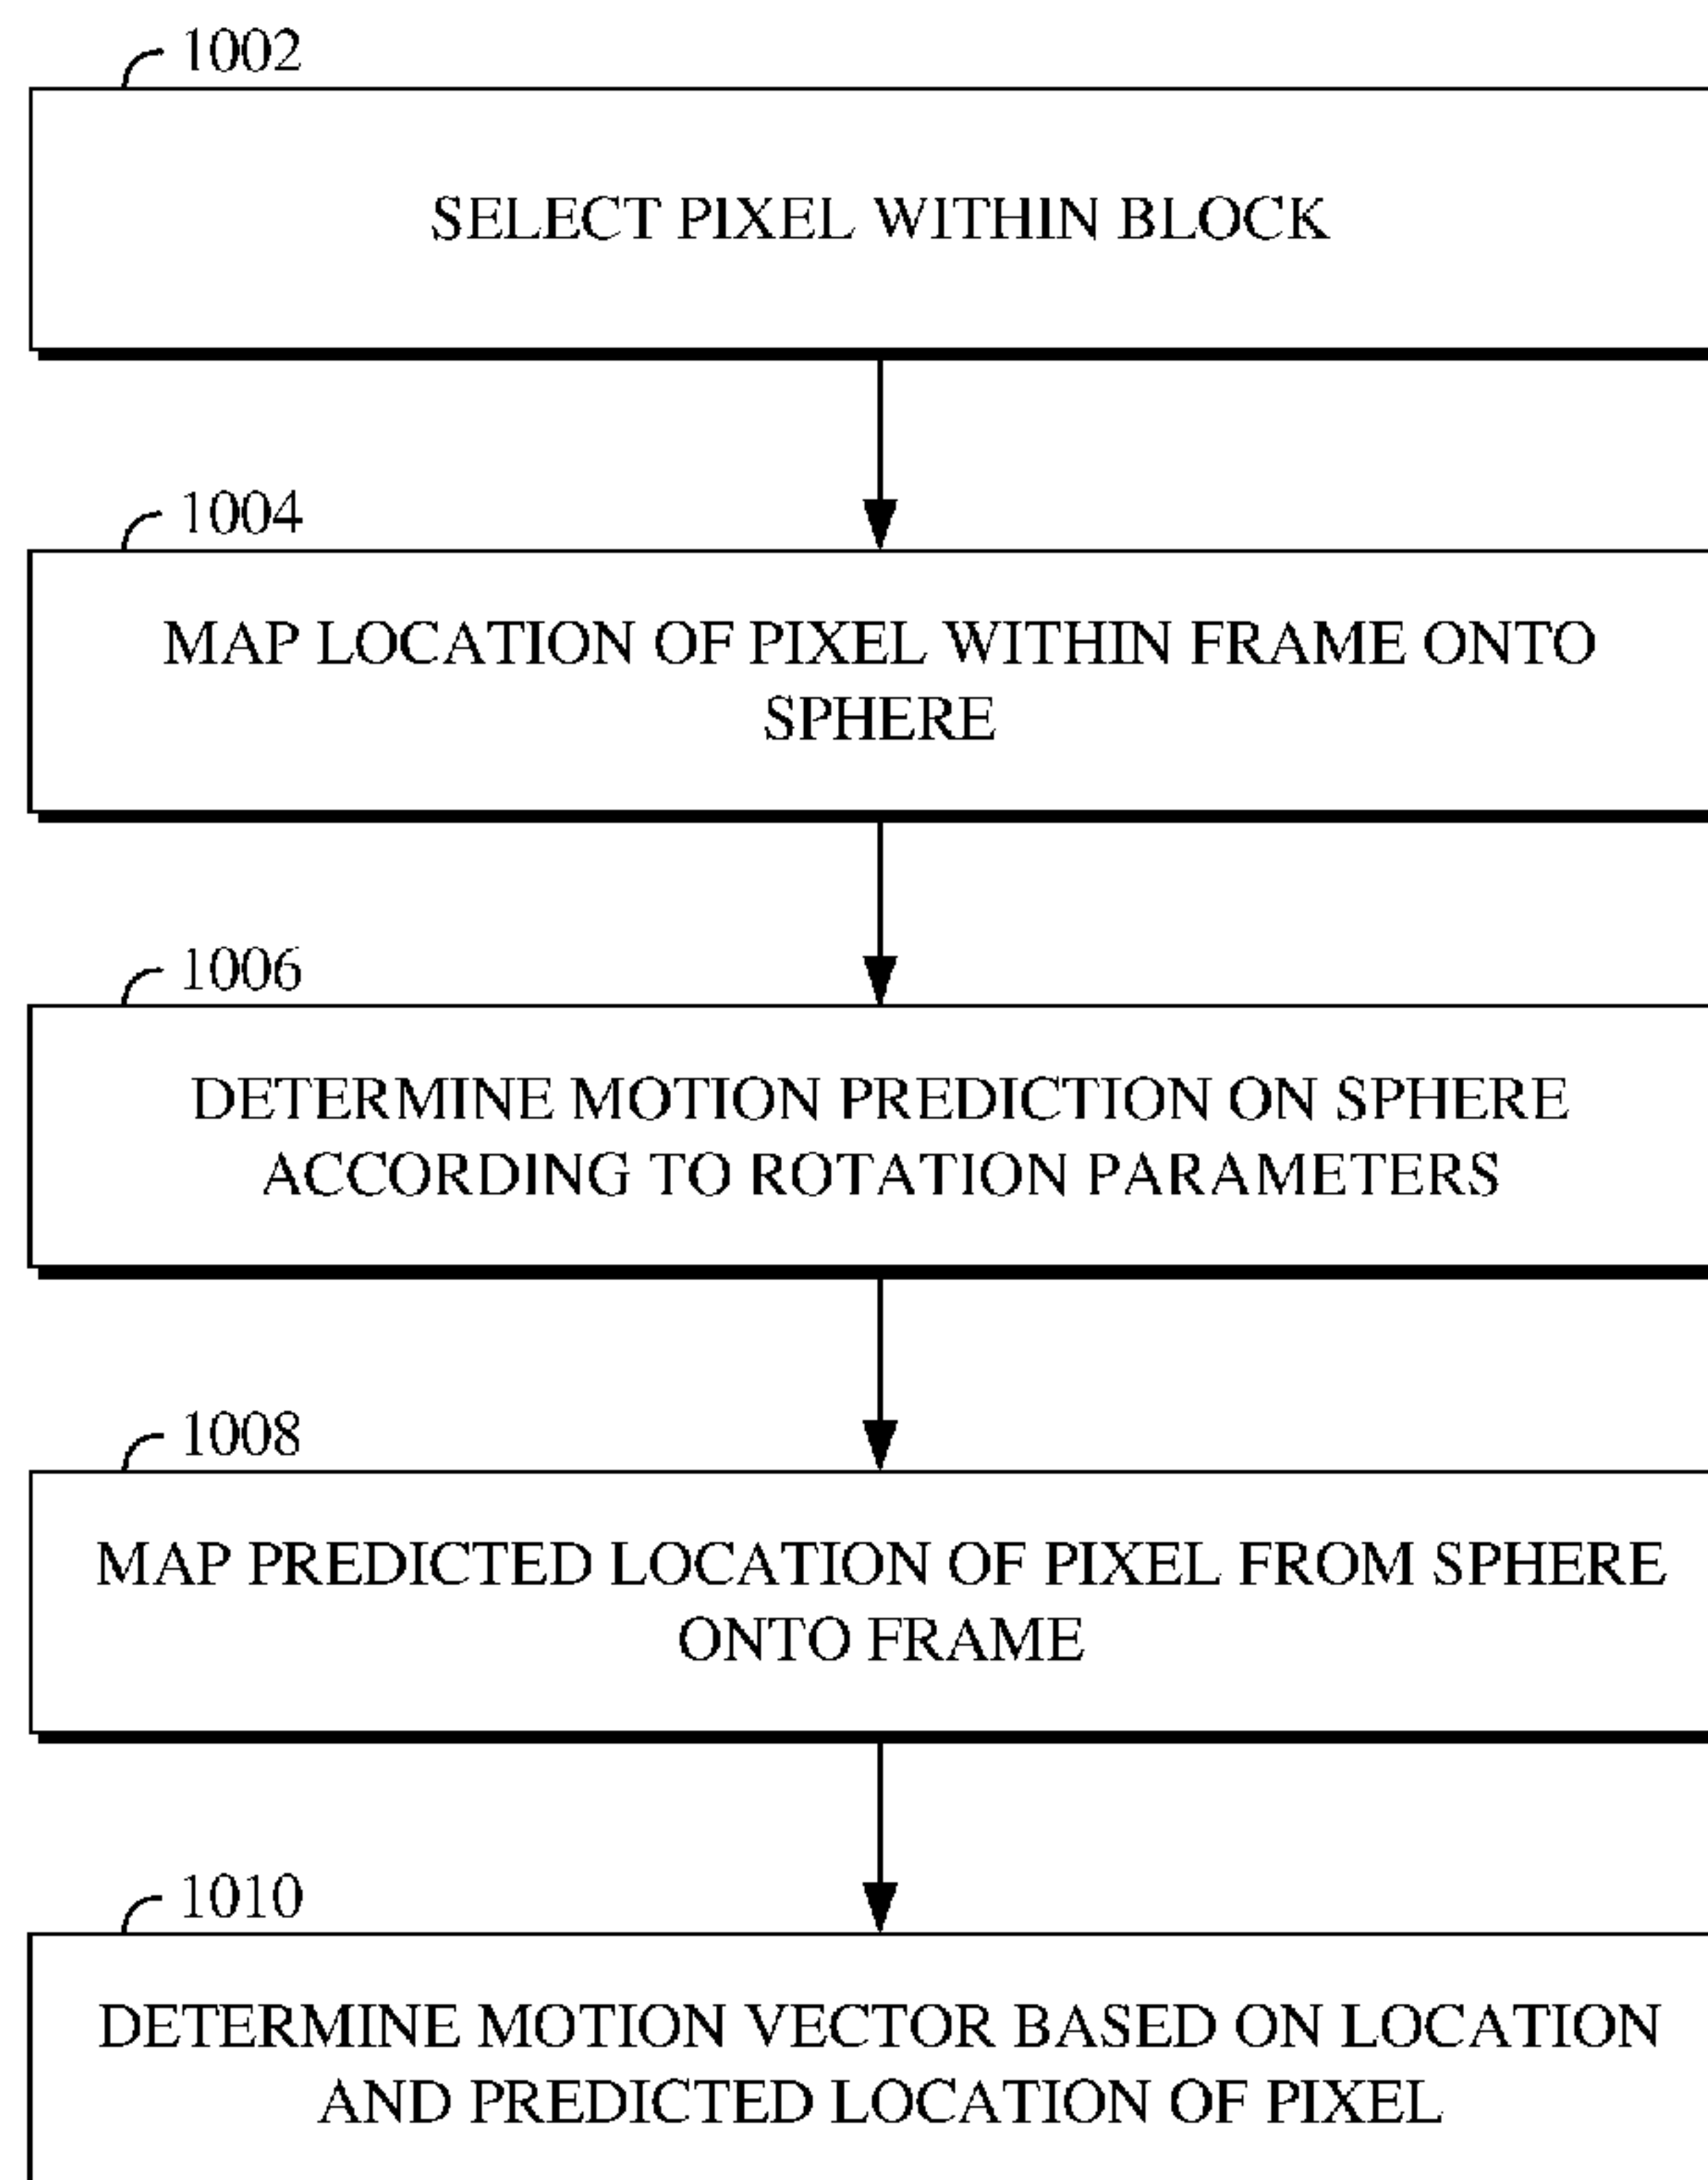 1002
SELECT PIXEL WITHIN BLOCK
1004
MAP LOCATION OF PIXEL WITHIN FRAME ONTO
SPHERE
1006
DETERMINE MOTION PREDICTION ON SPHERE
ACCORDING TO ROTATION PARAMETERS
1008
MAP PREDICTED LOCATION OF PIXEL FROM SPHERE
ONTO FRAME
1010
DETERMINE MOTION VECTOR BASED ON LOCATION
AND PREDICTED LOCATION OF PIXEL